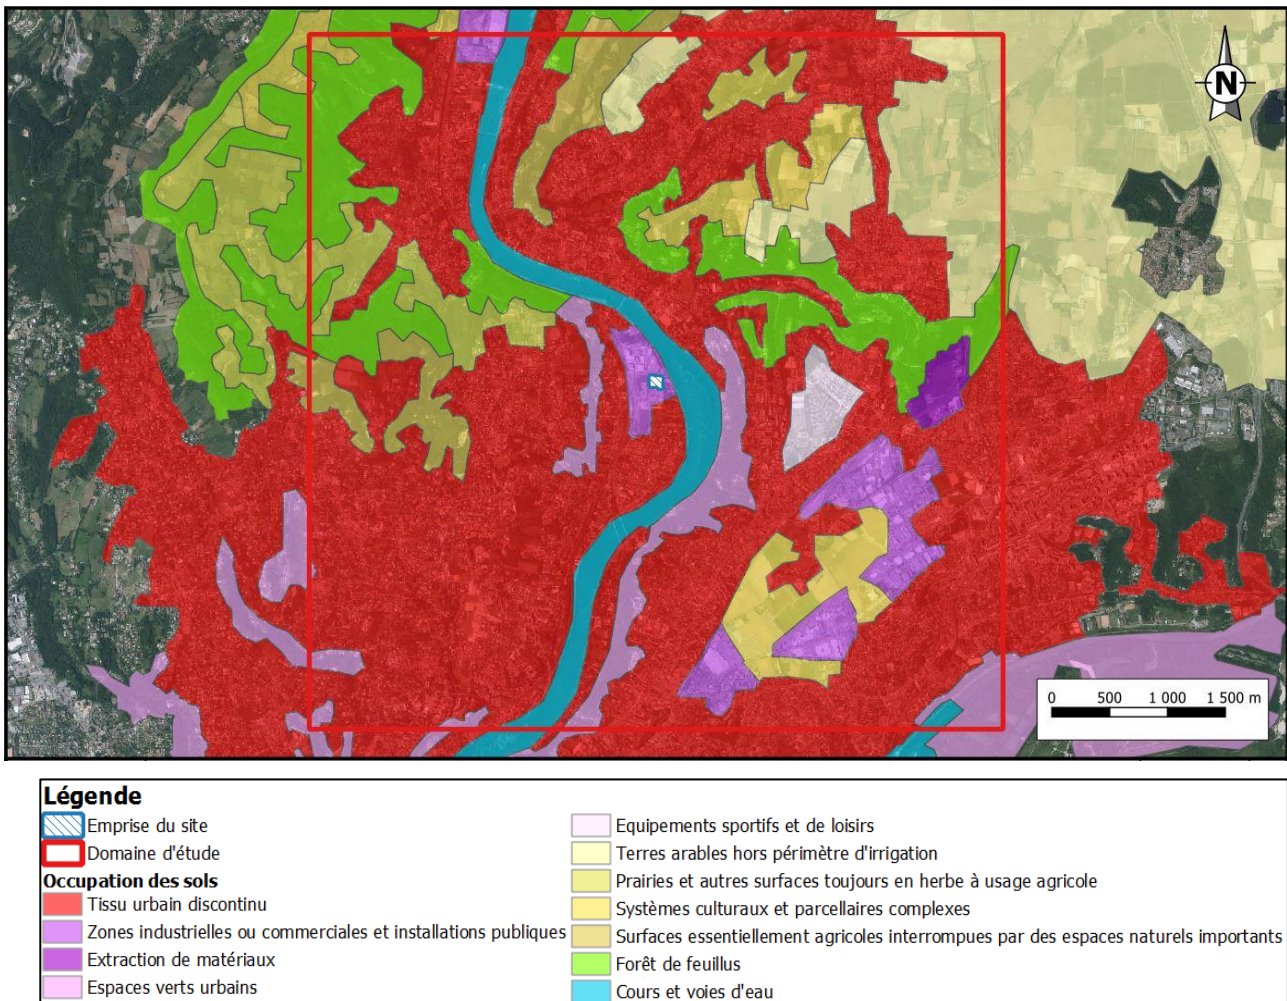 N
0 500 1 000 1 500 m
Légende
Emprise du site
Domaine d'étude
Occupation des sols
Tissu urbain discontinu
Zones industrielles ou commerciales et installations publiques
Extraction de matériaux
Espaces verts urbains
Equipements sportifs et de loisirs
Terres arables hors périmètre d'irrigation
Prairies et autres surfaces toujours en herbe à usage agricole
Systèmes culturaux et parcellaires complexes
Surfaces essentiellement agricoles interrompues par des espaces naturels importants
Forêt de feuillus
Cours et voies d'eau